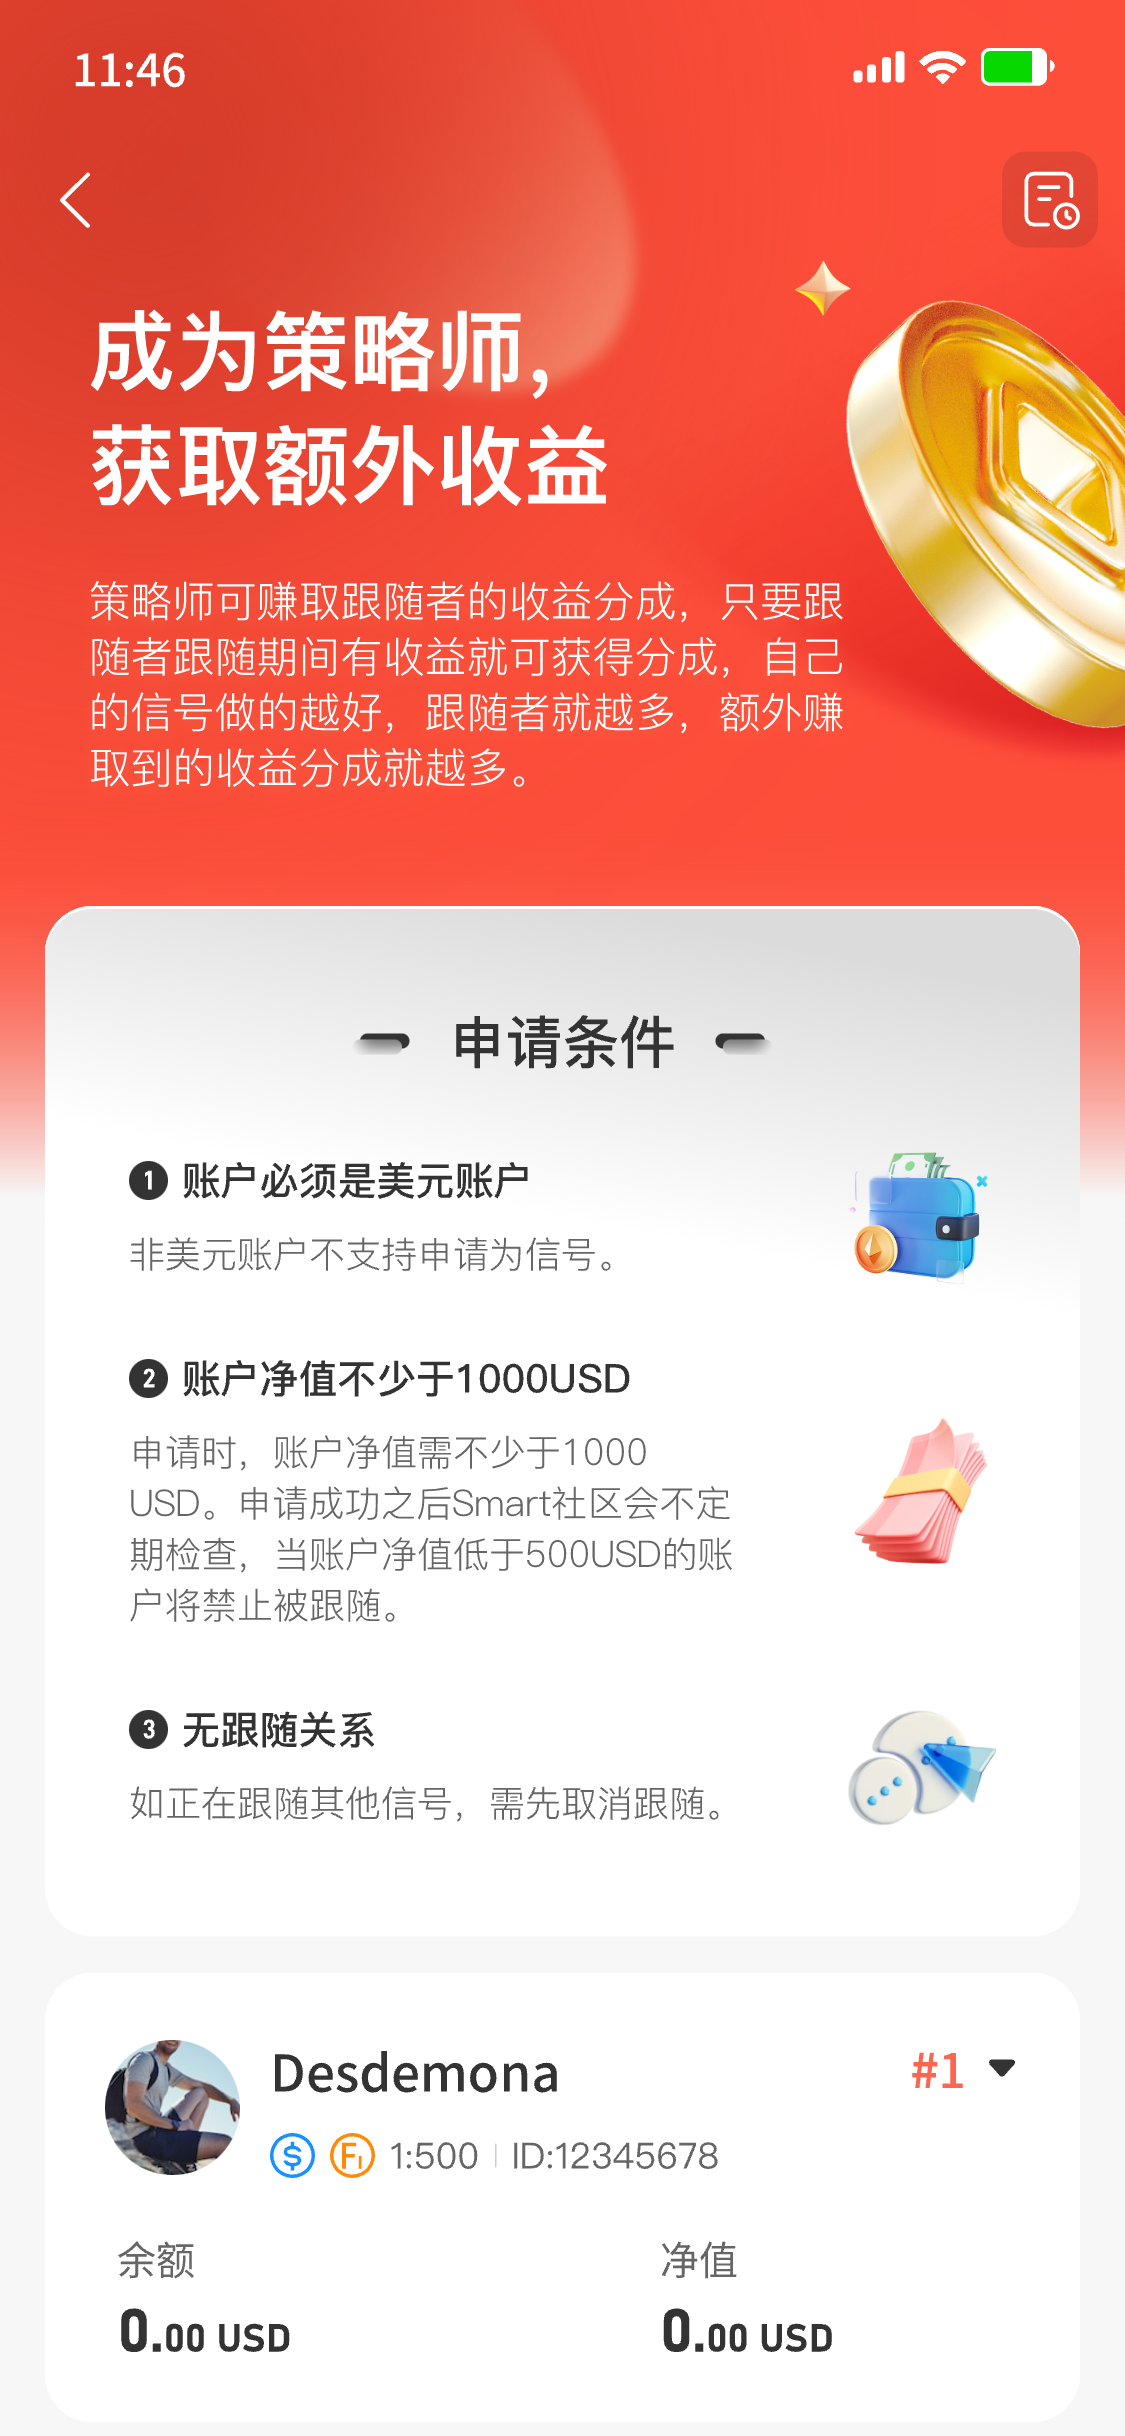 11:46
成为策略师,
获取额外收益
策略师可赚取跟随者的收益分成，只要跟
随者跟随期间有收益就可获得分成，自己
的信号做的越好，跟随者就越多，额外赚
取到的收益分成就越多。
申请条件
1 账户必须是美元账户
非美元账户不支持申请为信号。
2 账户净值不少于1000USD
申请时，账户净值需不少于1000
USD。申请成功之后Smart社区会不定
期检查，当账户净值低于500USD的账
户将禁止被跟随。
3 无跟随关系
如正在跟随其他信号，需先取消跟随。
Desdemona
#1
$ FI 1:500 | ID:12345678
余额
净值
0.00 USD
0.00 USD